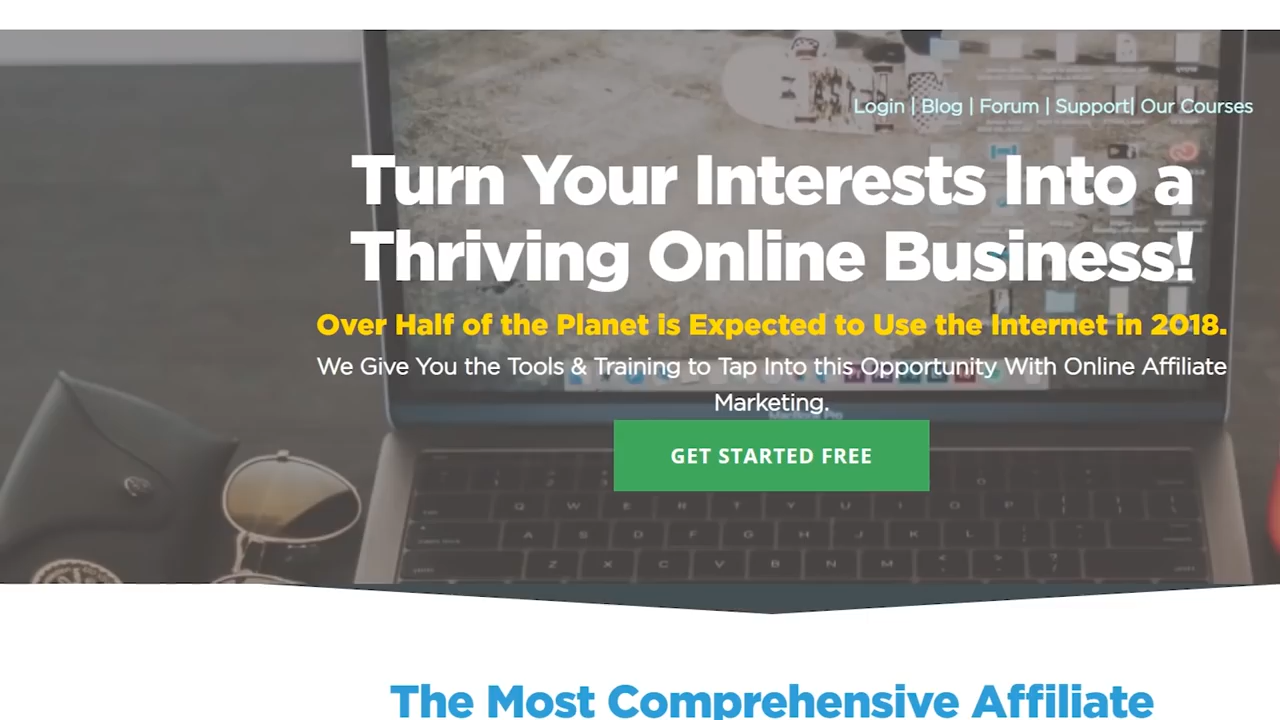 Login | Blog | Forum | Support| Our Courses
Turn Your Interests Into a
Thriving Online Business!
Over Half of the Planet is Expected to Use the Internet in 2018.
We Give You the Tools & Training to Tap Into this Opportunity With Online Affiliate
Marketing.
MacBook Pro
GET STARTED FREE
The Most Comprehensive Affiliate